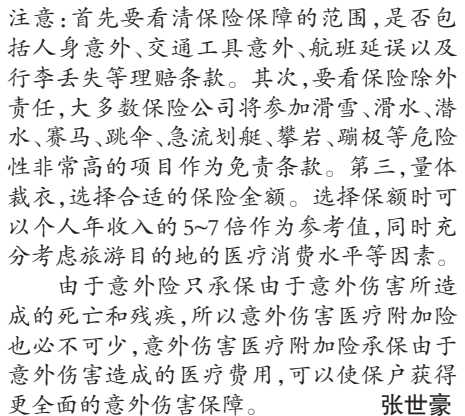 注意:首先要看清保险保障的范围,是否包
括人身意外、交通工具意外、航班延误以及
行李丢失等理赔条款。其次,要看保险除外
责任,大多数保险公司将参加滑雪、滑水、潜
水、赛马、跳伞、急流划艇、攀岩、蹦极等危险
性非常高的项目作为免责条款。第三,量体
裁衣,选择合适的保险金额。选择保额时可
以个人年收入的5~7倍作为参考值,同时充
分考虑旅游目的地的医疗消费水平等因素。
由于意外险只承保由于意外伤害所造
成的死亡和残疾,所以意外伤害医疗附加险
也必不可少,意外伤害医疗附加险承保由于
意外伤害造成的医疗费用,可以使保户获得
更全面的意外伤害保障。 张世豪